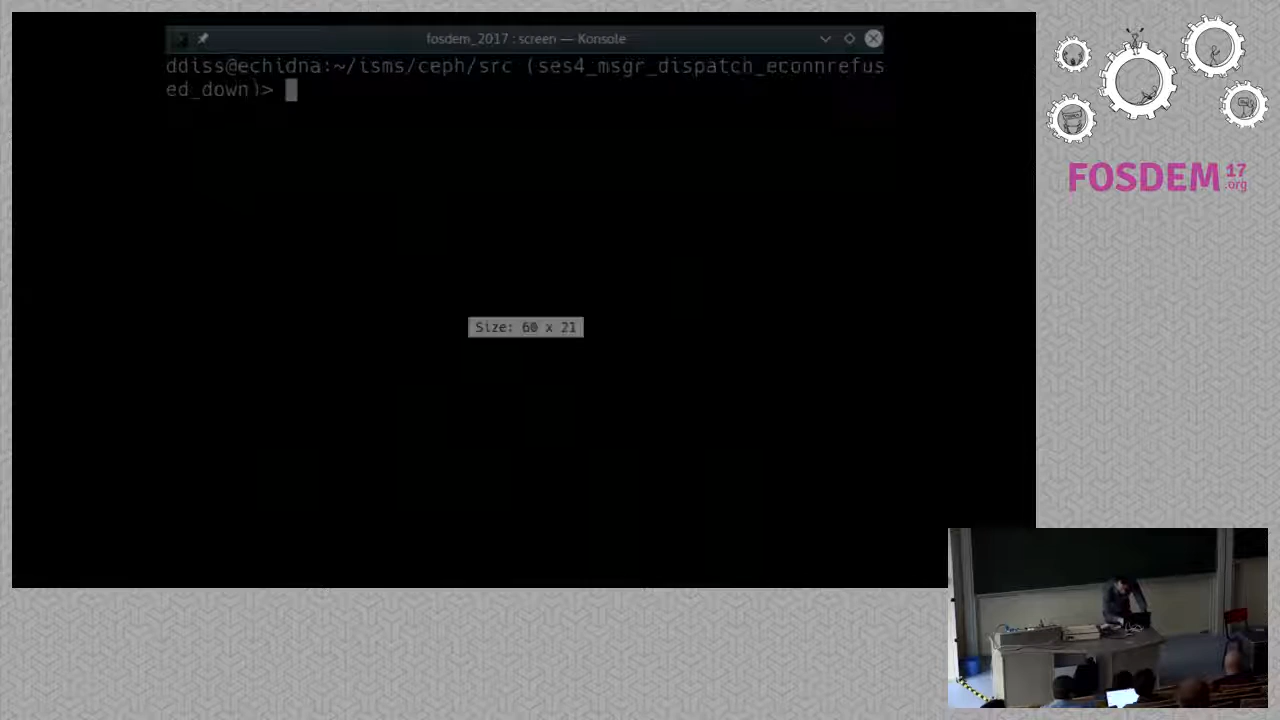 fosdem_2017 : screen — Konsole
ddiss@echidna:~/isms/ceph/src (ses4_msgr_dispatch_econnrefus
ed_down)>
Size: 60 x 21
FOSDEM 17
.org